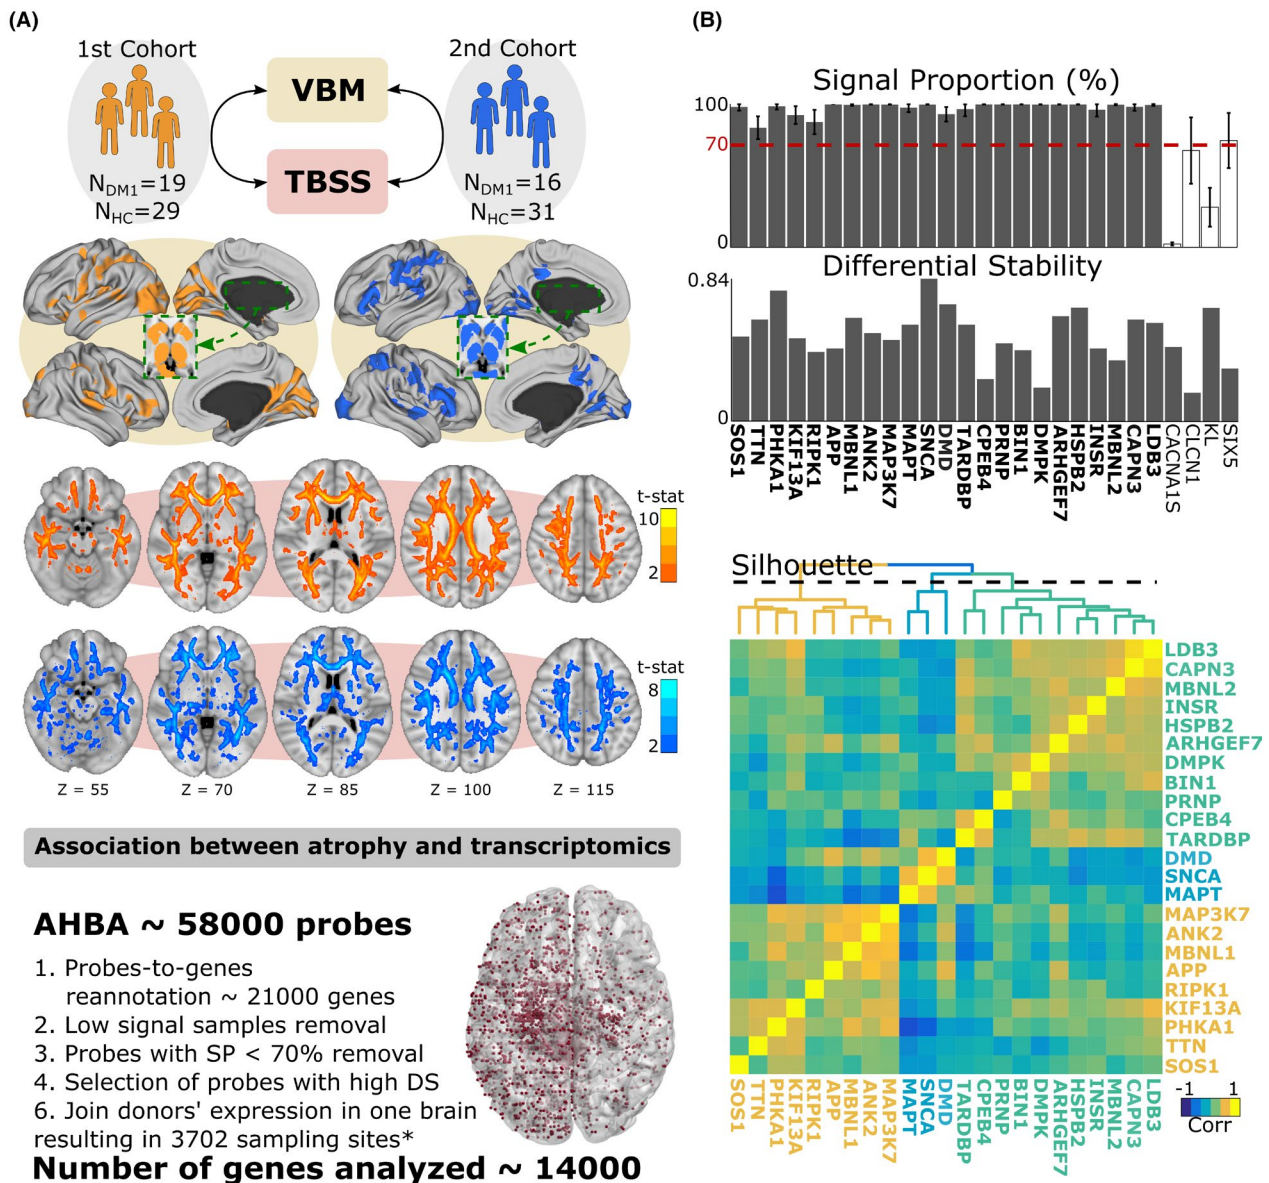 (A)
1st Cohort
2nd Cohort
VBM
TBSS
N_DM1=19
N_HC=29
N_DM1=16
N_HC=31
t-stat
10
2
t-stat
8
2
Z = 55
Z = 70
Z = 85
Z = 100
Z = 115
Association between atrophy and transcriptomics
AHBA ~ 58000 probes
1. Probes-to-genes
reannotation ~ 21000 genes
2. Low signal samples removal
3. Probes with SP < 70% removal
4. Selection of probes with high DS
6. Join donors' expression in one brain
resulting in 3702 sampling sites*
Number of genes analyzed ~ 14000
(B)
Signal Proportion (%)
100
70
0
Differential Stability
0.84
0
SOS1
TTN
PHKA1
KIF13A
RIPK1
APP
MBNL1
ANK2
MAP3K7
MAPT
SNCA
DMD
TARDBP
CPEB4
PRNP
BIN1
DMPK
ARHGEF7
HSPB2
INSR
MBNL2
CAPN3
LDB3
CACNA1S
CLCN1
KL
SIX5
Silhouette
LDB3
CAPN3
MBNL2
INSR
HSPB2
ARHGEF7
DMPK
BIN1
PRNP
CPEB4
TARDBP
DMD
SNCA
MAPT
MAP3K7
ANK2
MBNL1
APP
RIPK1
KIF13A
PHKA1
TTN
SOS1
SOS1
TTN
PHKA1
KIF13A
RIPK1
APP
MBNL1
ANK2
MAP3K7
MAPT
SNCA
DMD
TARDBP
CPEB4
PRNP
BIN1
DMPK
ARHGEF7
HSPB2
INSR
MBNL2
CAPN3
LDB3
-1
1
Corr